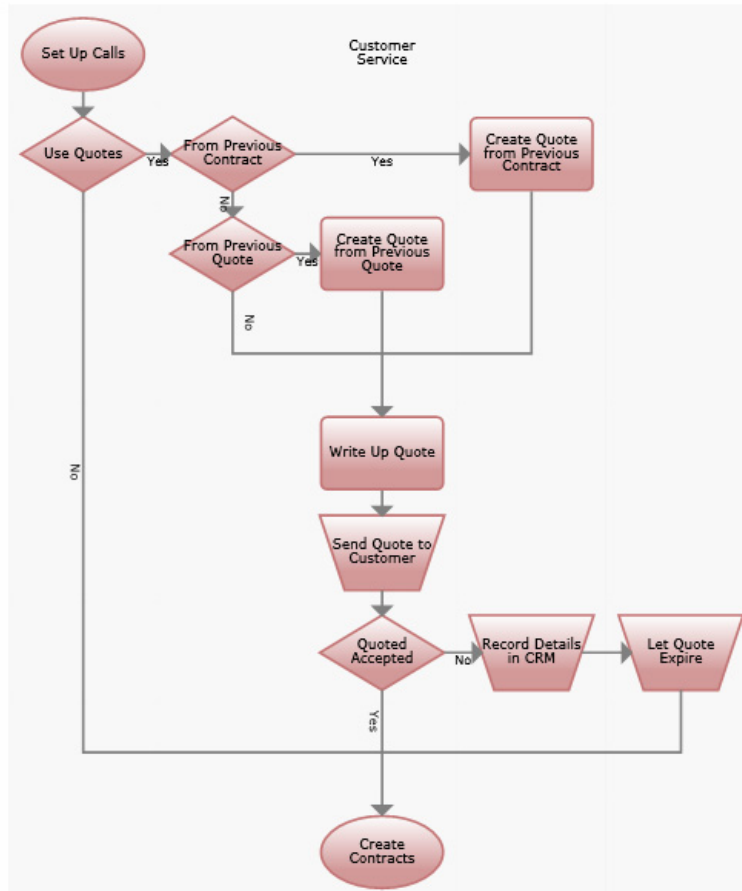 Set Up Calls
Customer
Service
Use Quotes
Yes
From Previous
Contract
Yes
Create Quote
from Previous
Contract
No
From Previous
Quote
Yes
Create Quote
from Previous
Quote
No
No
Write Up Quote
Send Quote to
Customer
Quoted
Accepted
No
Record Details
in CRM
Let Quote
Expire
Yes
Create
Contracts